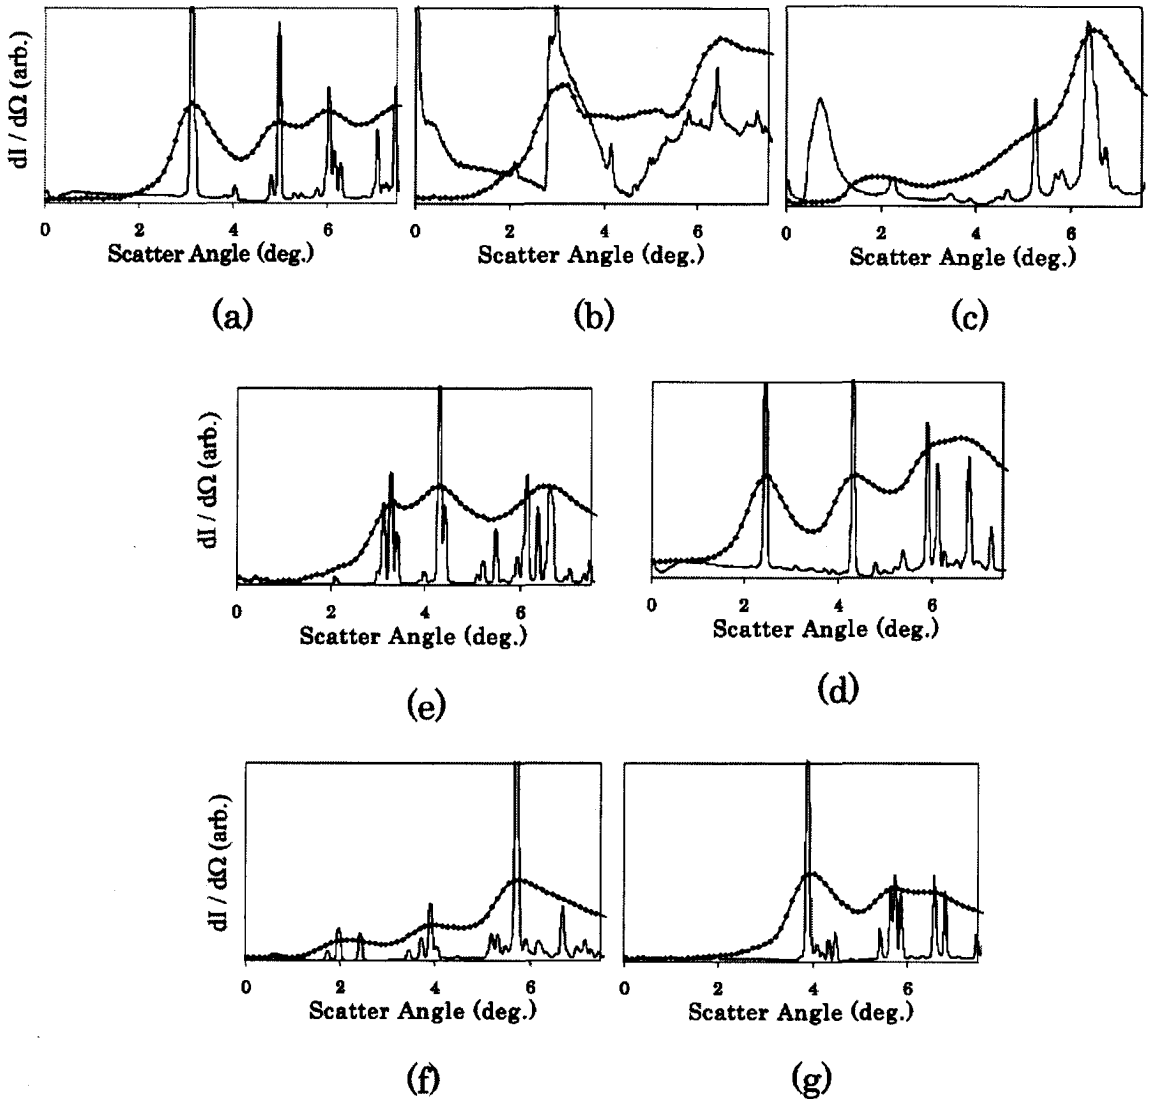 dI / dΩ (arb.)
0 2 4 6
0 2 4 6
0 2 6
Scatter Angle (deg.)
Scatter Angle (deg.)
Scatter Angle (deg.)
(a)
(b)
(c)
dI / dΩ (arb.)
0 2 4 6
0 2 4 6
Scatter Angle (deg.)
Scatter Angle (deg.)
(e)
(d)
dI / dΩ (arb.)
0 2 4 6
0 2 4 6
Scatter Angle (deg.)
Scatter Angle (deg.)
(f)
(g)